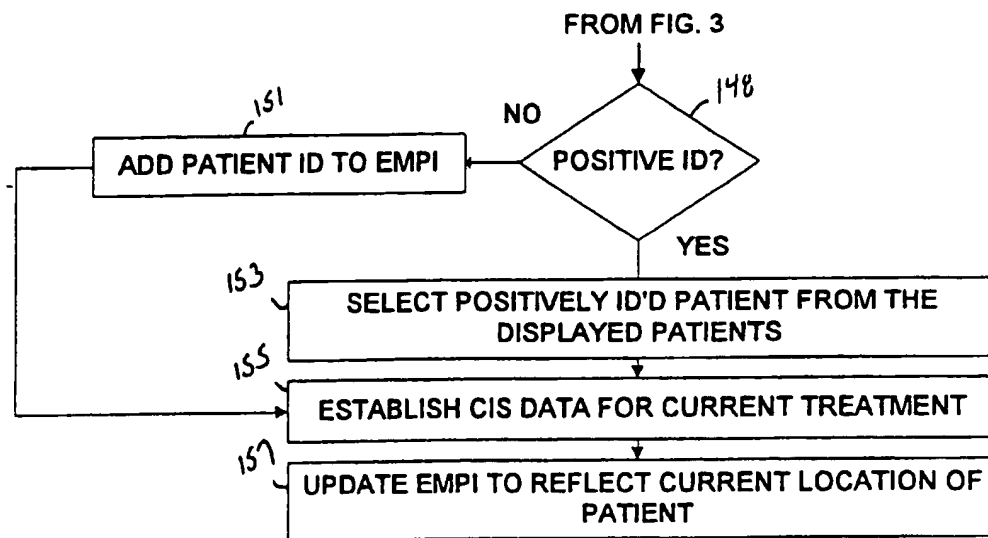 FROM FIG. 3
148
NO
151
ADD PATIENT ID TO EMPI
POSITIVE ID?
YES
153
SELECT POSITIVELY ID'D PATIENT FROM THE
DISPLAYED PATIENTS
155
ESTABLISH CIS DATA FOR CURRENT TREATMENT
157
UPDATE EMPI TO REFLECT CURRENT LOCATION OF
PATIENT